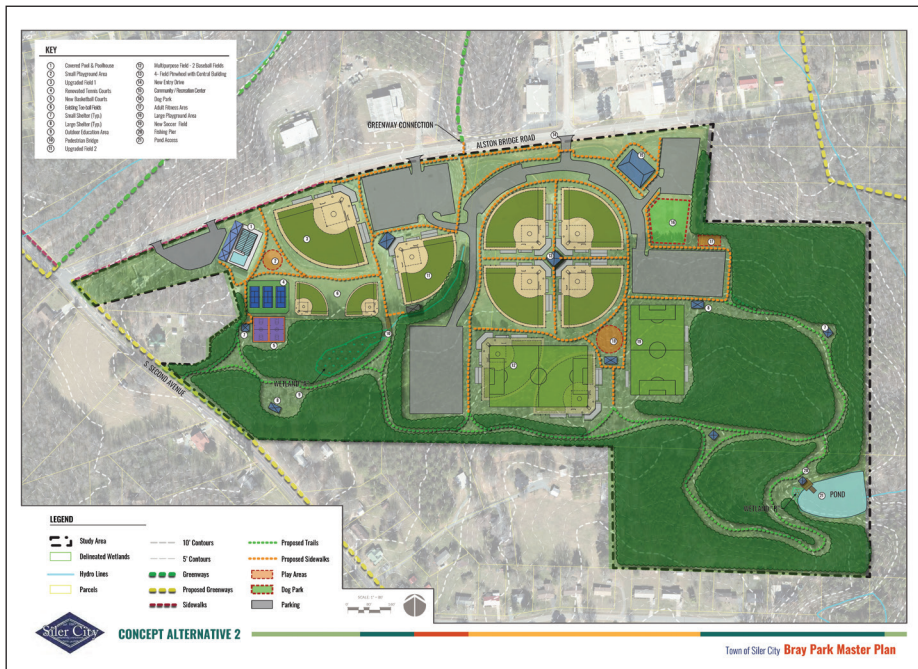 KEY
1 Covered Pool & Poolhouse
2 Small Playground Area
3 Upgraded Field 1
4 Renovated Tennis Courts
5 New Basketball Courts
6 Existing Tee-ball Fields
7 Small Shelter (Typ.)
8 Large Shelter (Typ.)
9 Outdoor Education Area
10 Pedestrian Bridge
11 Upgraded Field 2
12 Multipurpose Field - 2 Baseball Fields
13 4- Field Pinwheel with Central Building
14 New Entry Drive
15 Community / Recreation Center
16 Dog Park
17 Adult Fitness Area
18 Large Playground Area
19 New Soccer Field
20 Fishing Pier
21 Pond Access
GREENWAY CONNECTION
ALSTON BRIDGE ROAD
S. SECOND AVENUE
WETLAND
POND
WETLAND
LEGEND
Study Area
Delineated Wetlands
Hydro Lines
Parcels
10' Contours
5' Contours
Greenways
Proposed Greenways
Sidewalks
Proposed Trails
Proposed Sidewalks
Play Areas
Dog Park
Parking
Siler City
CONCEPT ALTERNATIVE 2
Town of Siler City Bray Park Master Plan